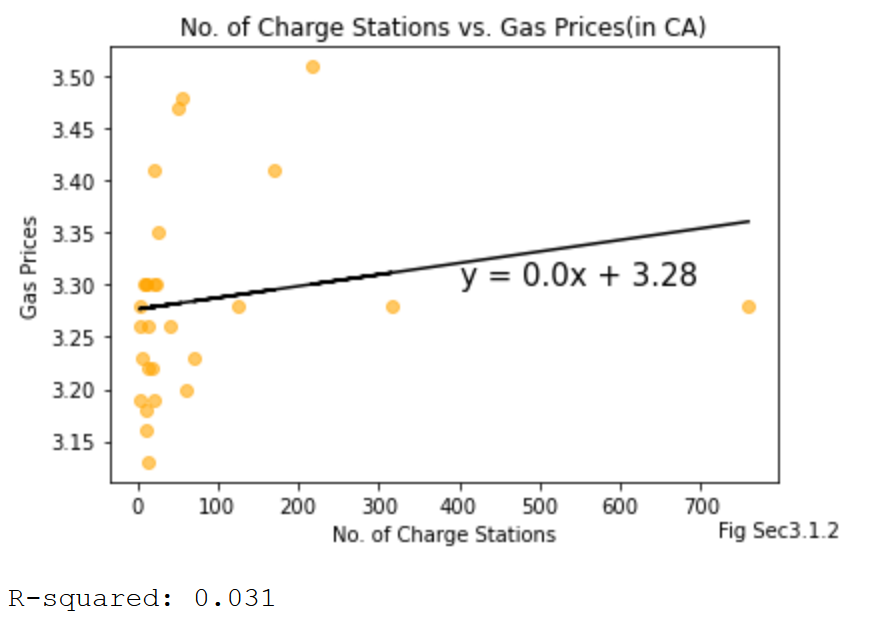 No. of Charge Stations vs. Gas Prices(in CA)
3.50
3.45
3.40
3.35
3.30
3.25
3.20
3.15
Gas Prices
y = 0.0x + 3.28
0 100 200 300 400 500 600 700
No. of Charge Stations
Fig Sec3.1.2
R-squared: 0.031